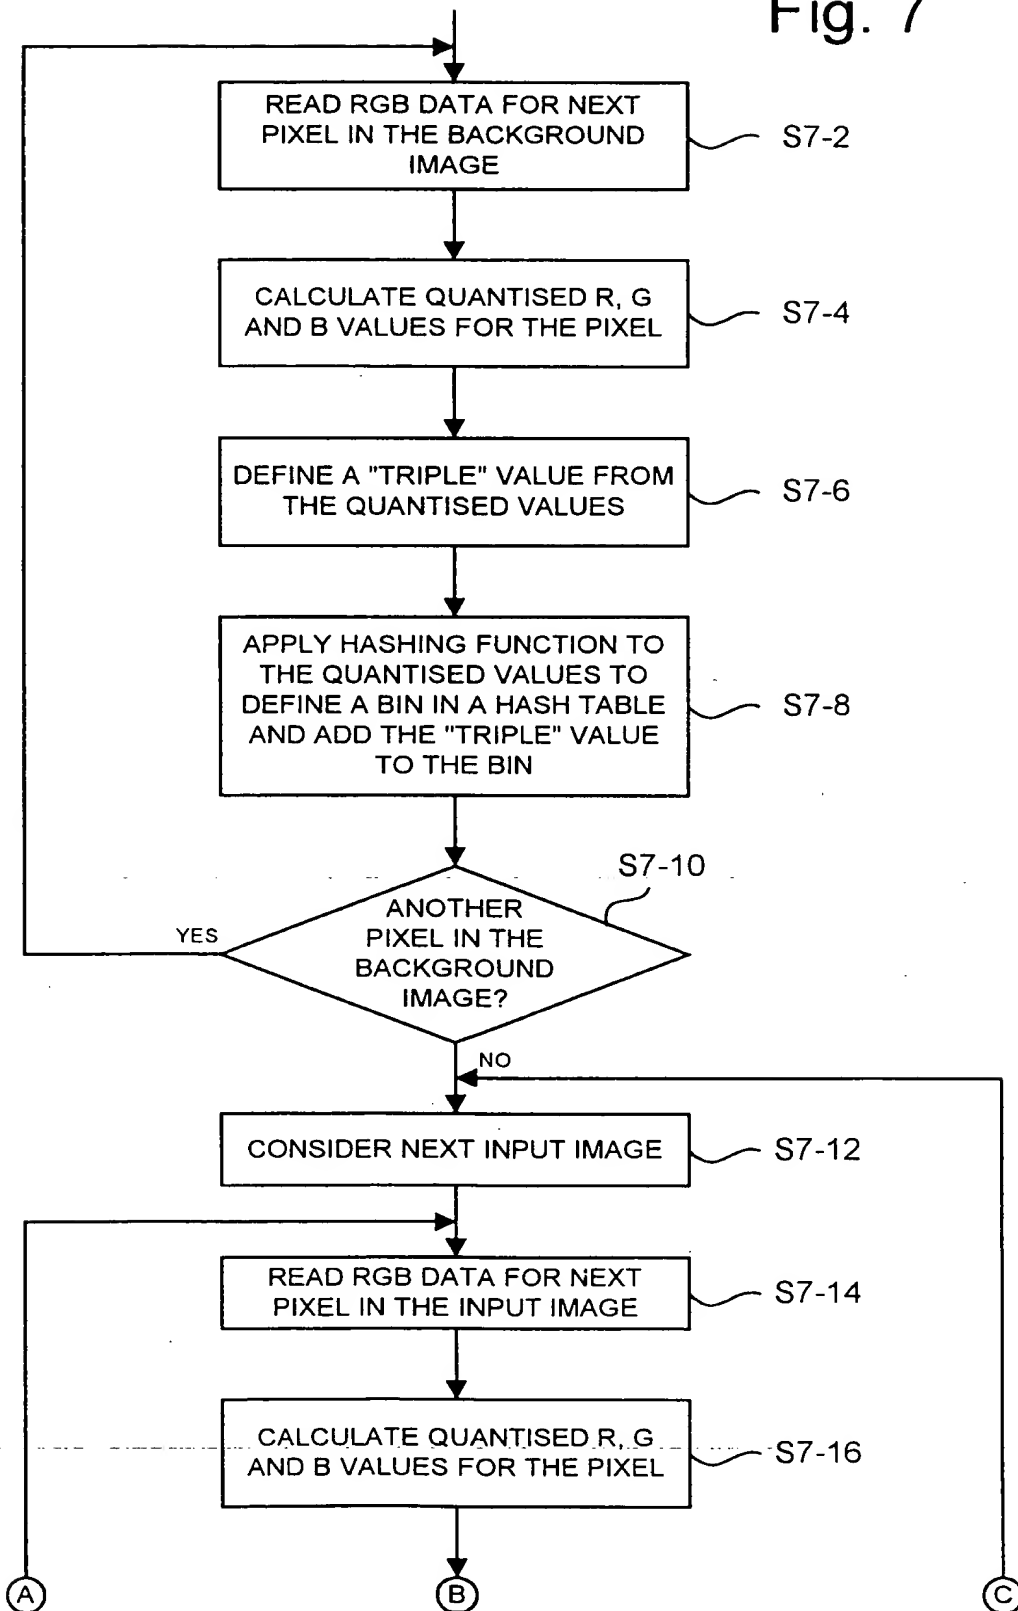 Fig. 7
READ RGB DATA FOR NEXT
PIXEL IN THE BACKGROUND
IMAGE
S7-2
CALCULATE QUANTISED R, G
AND B VALUES FOR THE PIXEL
S7-4
DEFINE A "TRIPLE" VALUE FROM
THE QUANTISED VALUES
S7-6
APPLY HASHING FUNCTION TO
THE QUANTISED VALUES TO
DEFINE A BIN IN A HASH TABLE
AND ADD THE "TRIPLE" VALUE
TO THE BIN
S7-8
S7-10
ANOTHER
PIXEL IN THE
BACKGROUND
IMAGE?
YES
NO
CONSIDER NEXT INPUT IMAGE
S7-12
READ RGB DATA FOR NEXT
PIXEL IN THE INPUT IMAGE
S7-14
CALCULATE QUANTISED R, G
AND B VALUES FOR THE PIXEL
S7-16
A
B
C